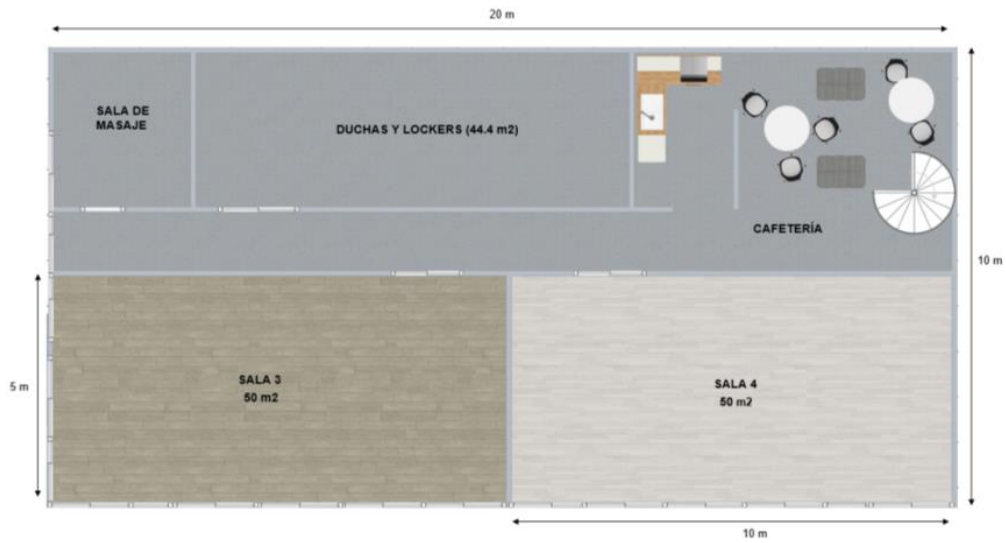 20 m
SALA DE
MASAJE
DUCHAS Y LOCKERS (44.4 m2)
CAFETERÍA
10 m
5 m
SALA 3
50 m2
SALA 4
50 m2
10 m